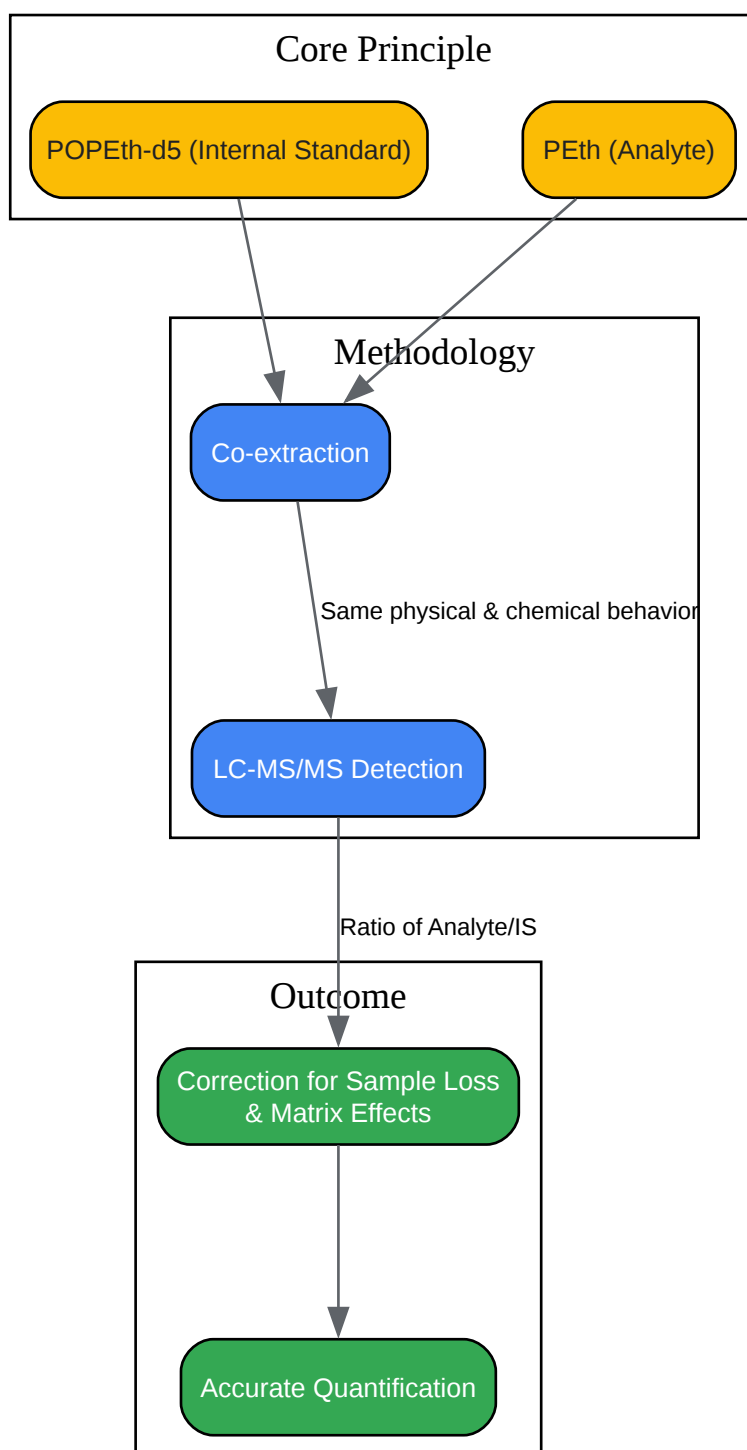 Core Principle
POPEth-d5 (Internal Standard)
PEth (Analyte)
Methodology
Co-extraction
Same physical & chemical behavior
LC-MS/MS Detection
Ratio of Analyte/IS
Outcome
Correction for Sample Loss
& Matrix Effects
Accurate Quantification